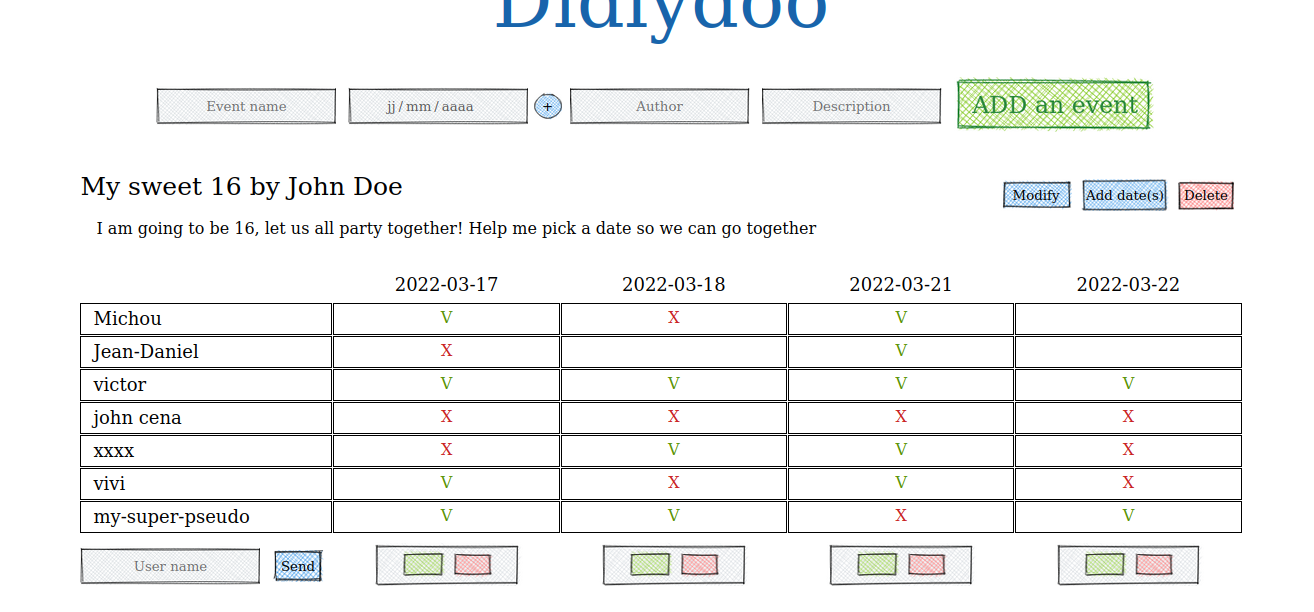 Didlydoo
Event name jj / mm / aaaa + Author Description ADD an event
My sweet 16 by John Doe Modify Add date(s) Delete
I am going to be 16, let us all party together! Help me pick a date so we can go together
2022-03-17 2022-03-18 2022-03-21 2022-03-22
Michou V X V
Jean-Daniel X V
victor V V V V
john cena X X X X
xxxx X V V X
vivi V X V X
my-super-pseudo V V X V
User name Send